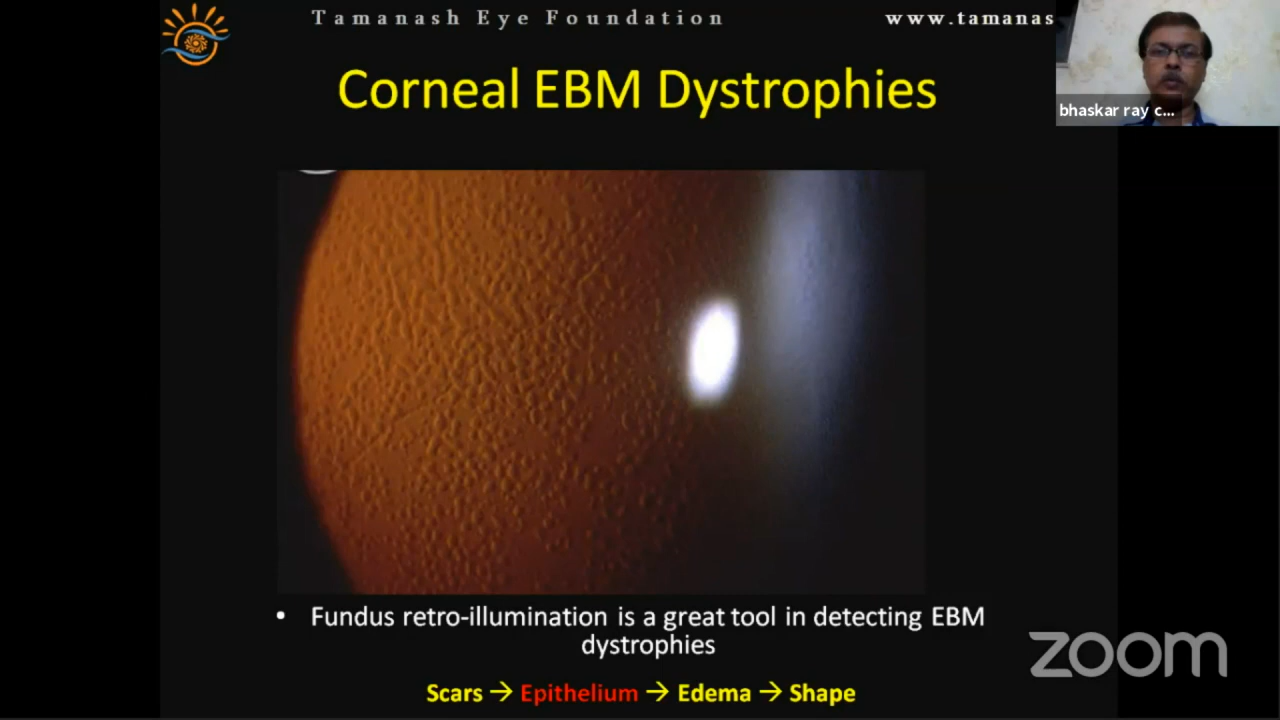 Tamanash Eye Foundation
www.tamanas
bhaskar ray c...
Corneal EBM Dystrophies
• Fundus retro-illumination is a great tool in detecting EBM
dystrophies
Scars → Epithelium → Edema → Shape
zoom